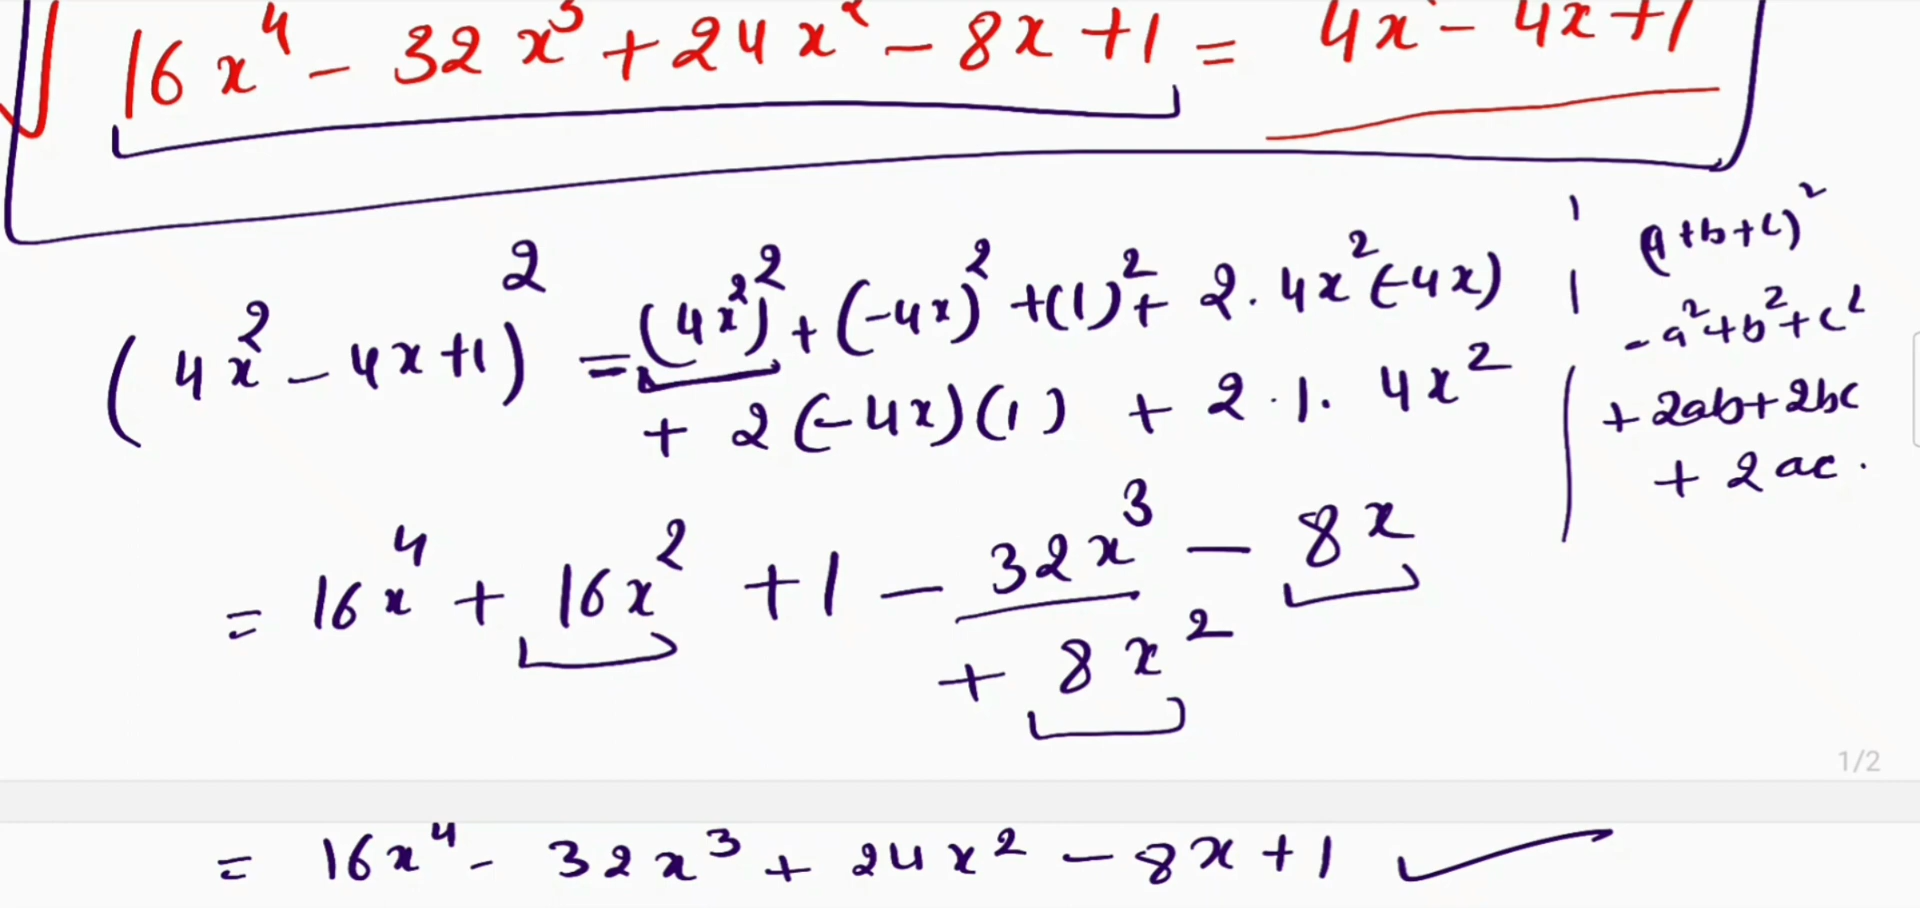 √16x⁴ - 32x³ + 24x² - 8x + 1 = 4x² - 4x + 1
(4x² - 4x + 1)² = (4x²)² + (-4x)² + (1)² + 2. 4x²(-4x)
+ 2(-4x)(1) + 2.1. 4x²
= 16x⁴ + 16x² + 1 - 32x³ - 8x
+ 8x²
(a+b+c)²
- a²+b²+c²
+ 2ab+2bc
+ 2ac.
1/2
= 16x⁴ - 32x³ + 24x² - 8x + 1